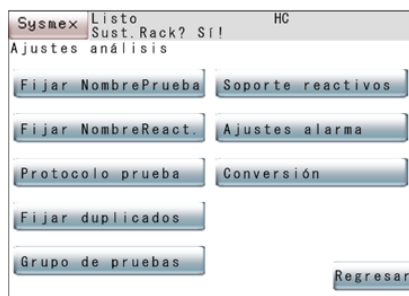 Sysmex Listo HC
Sust.Rack? Sí!
Ajustes análisis
Fijar NombrePrueba Soporte reactivos
Fijar NombreReact. Ajustes alarma
Protocolo prueba Conversión
Fijar duplicados
Grupo de pruebas
Regresar